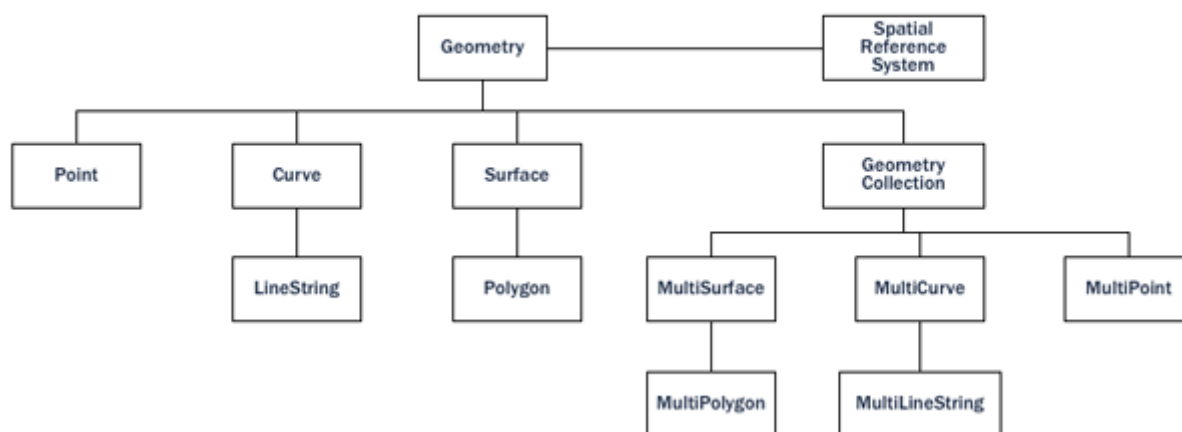 Geometry
Spatial
Reference
System
Point
Curve
Surface
Geometry
Collection
LineString
Polygon
MultiSurface
MultiCurve
MultiPoint
MultiPolygon
MultiLineString